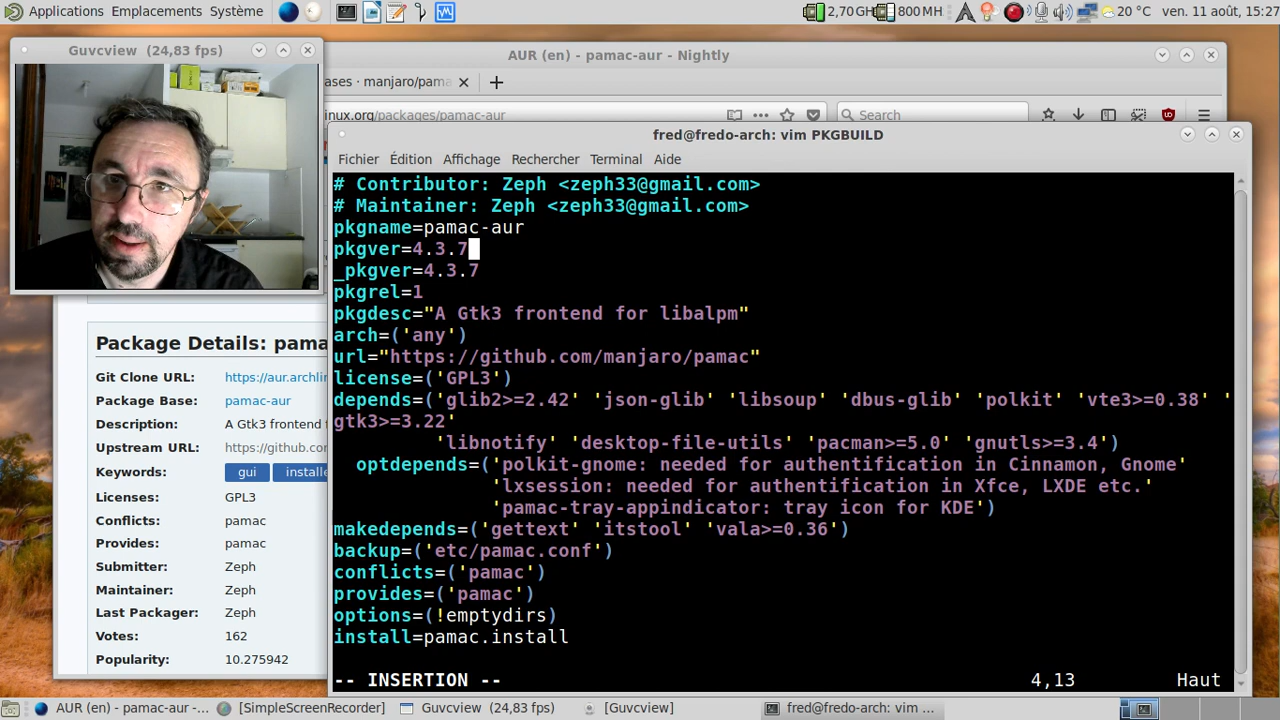 Applications Emplacements Système
2,70GH 800 MH 20 °C ven. 11 août, 15:27
Guvcview (24,83 fps)
AUR (en) - pamac-aur - Nightly
ases · manjaro/pama
inux.org/packages/pamac-aur
Search
fred@fredo-arch: vim PKGBUILD
Fichier Édition Affichage Rechercher Terminal Aide
# Contributor: Zeph <zeph33@gmail.com>
# Maintainer: Zeph <zeph33@gmail.com>
pkgname=pamac-aur
pkgver=4.3.7
_pkgver=4.3.7
pkgrel=1
pkgdesc="A Gtk3 frontend for libalpm"
arch=('any')
url="https://github.com/manjaro/pamac"
license=('GPL3')
depends=('glib2>=2.42' 'json-glib' 'libsoup' 'dbus-glib' 'polkit' 'vte3>=0.38' '
gtk3>=3.22'
'libnotify' 'desktop-file-utils' 'pacman>=5.0' 'gnutls>=3.4')
optdepends=('polkit-gnome: needed for authentification in Cinnamon, Gnome'
'lxsession: needed for authentification in Xfce, LXDE etc.'
'pamac-tray-appindicator: tray icon for KDE')
makedepends=('gettext' 'itstool' 'vala>=0.36')
backup=('etc/pamac.conf')
conflicts=('pamac')
provides=('pamac')
options=(!emptydirs)
install=pamac.install
-- INSERTION -- 4,13 Haut
Package Details: pama
Git Clone URL: https://aur.archlin
Package Base: pamac-aur
Description: A Gtk3 frontend f
Upstream URL: https://github.con
Keywords: gui installe
Licenses: GPL3
Conflicts: pamac
Provides: pamac
Submitter: Zeph
Maintainer: Zeph
Last Packager: Zeph
Votes: 162
Popularity: 10.275942
AUR (en) - pamac-aur -... [SimpleScreenRecorder] Guvcview (24,83 fps) [Guvcview] fred@fredo-arch: vim ...